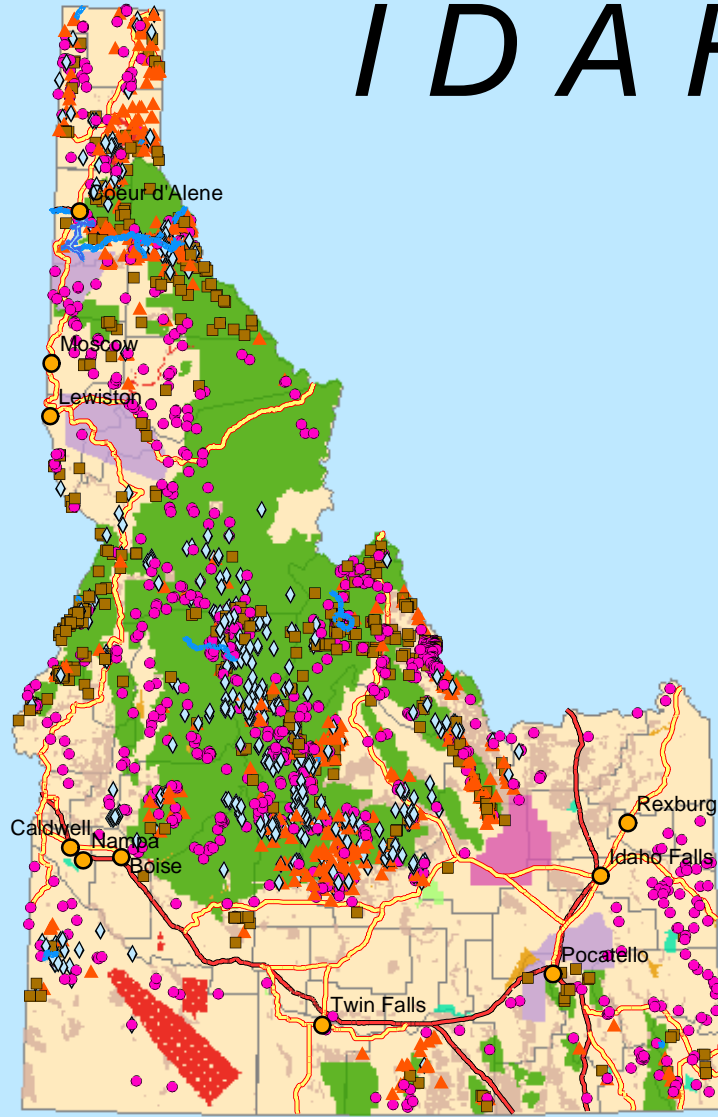 I D A H
Coeur d'Alene
Moscow
Lewiston
Rexburg
Caldwell
Nampa
Boise
Idaho Falls
Pocatello
Twin Falls